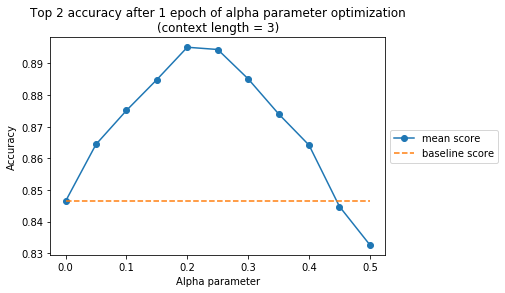 Top 2 accuracy after 1 epoch of alpha parameter optimization
(context length = 3)
Accuracy
0.89
0.88
0.87
0.86
0.85
0.84
0.83
0.0
0.1
0.2
0.3
0.4
0.5
Alpha parameter
mean score
baseline score